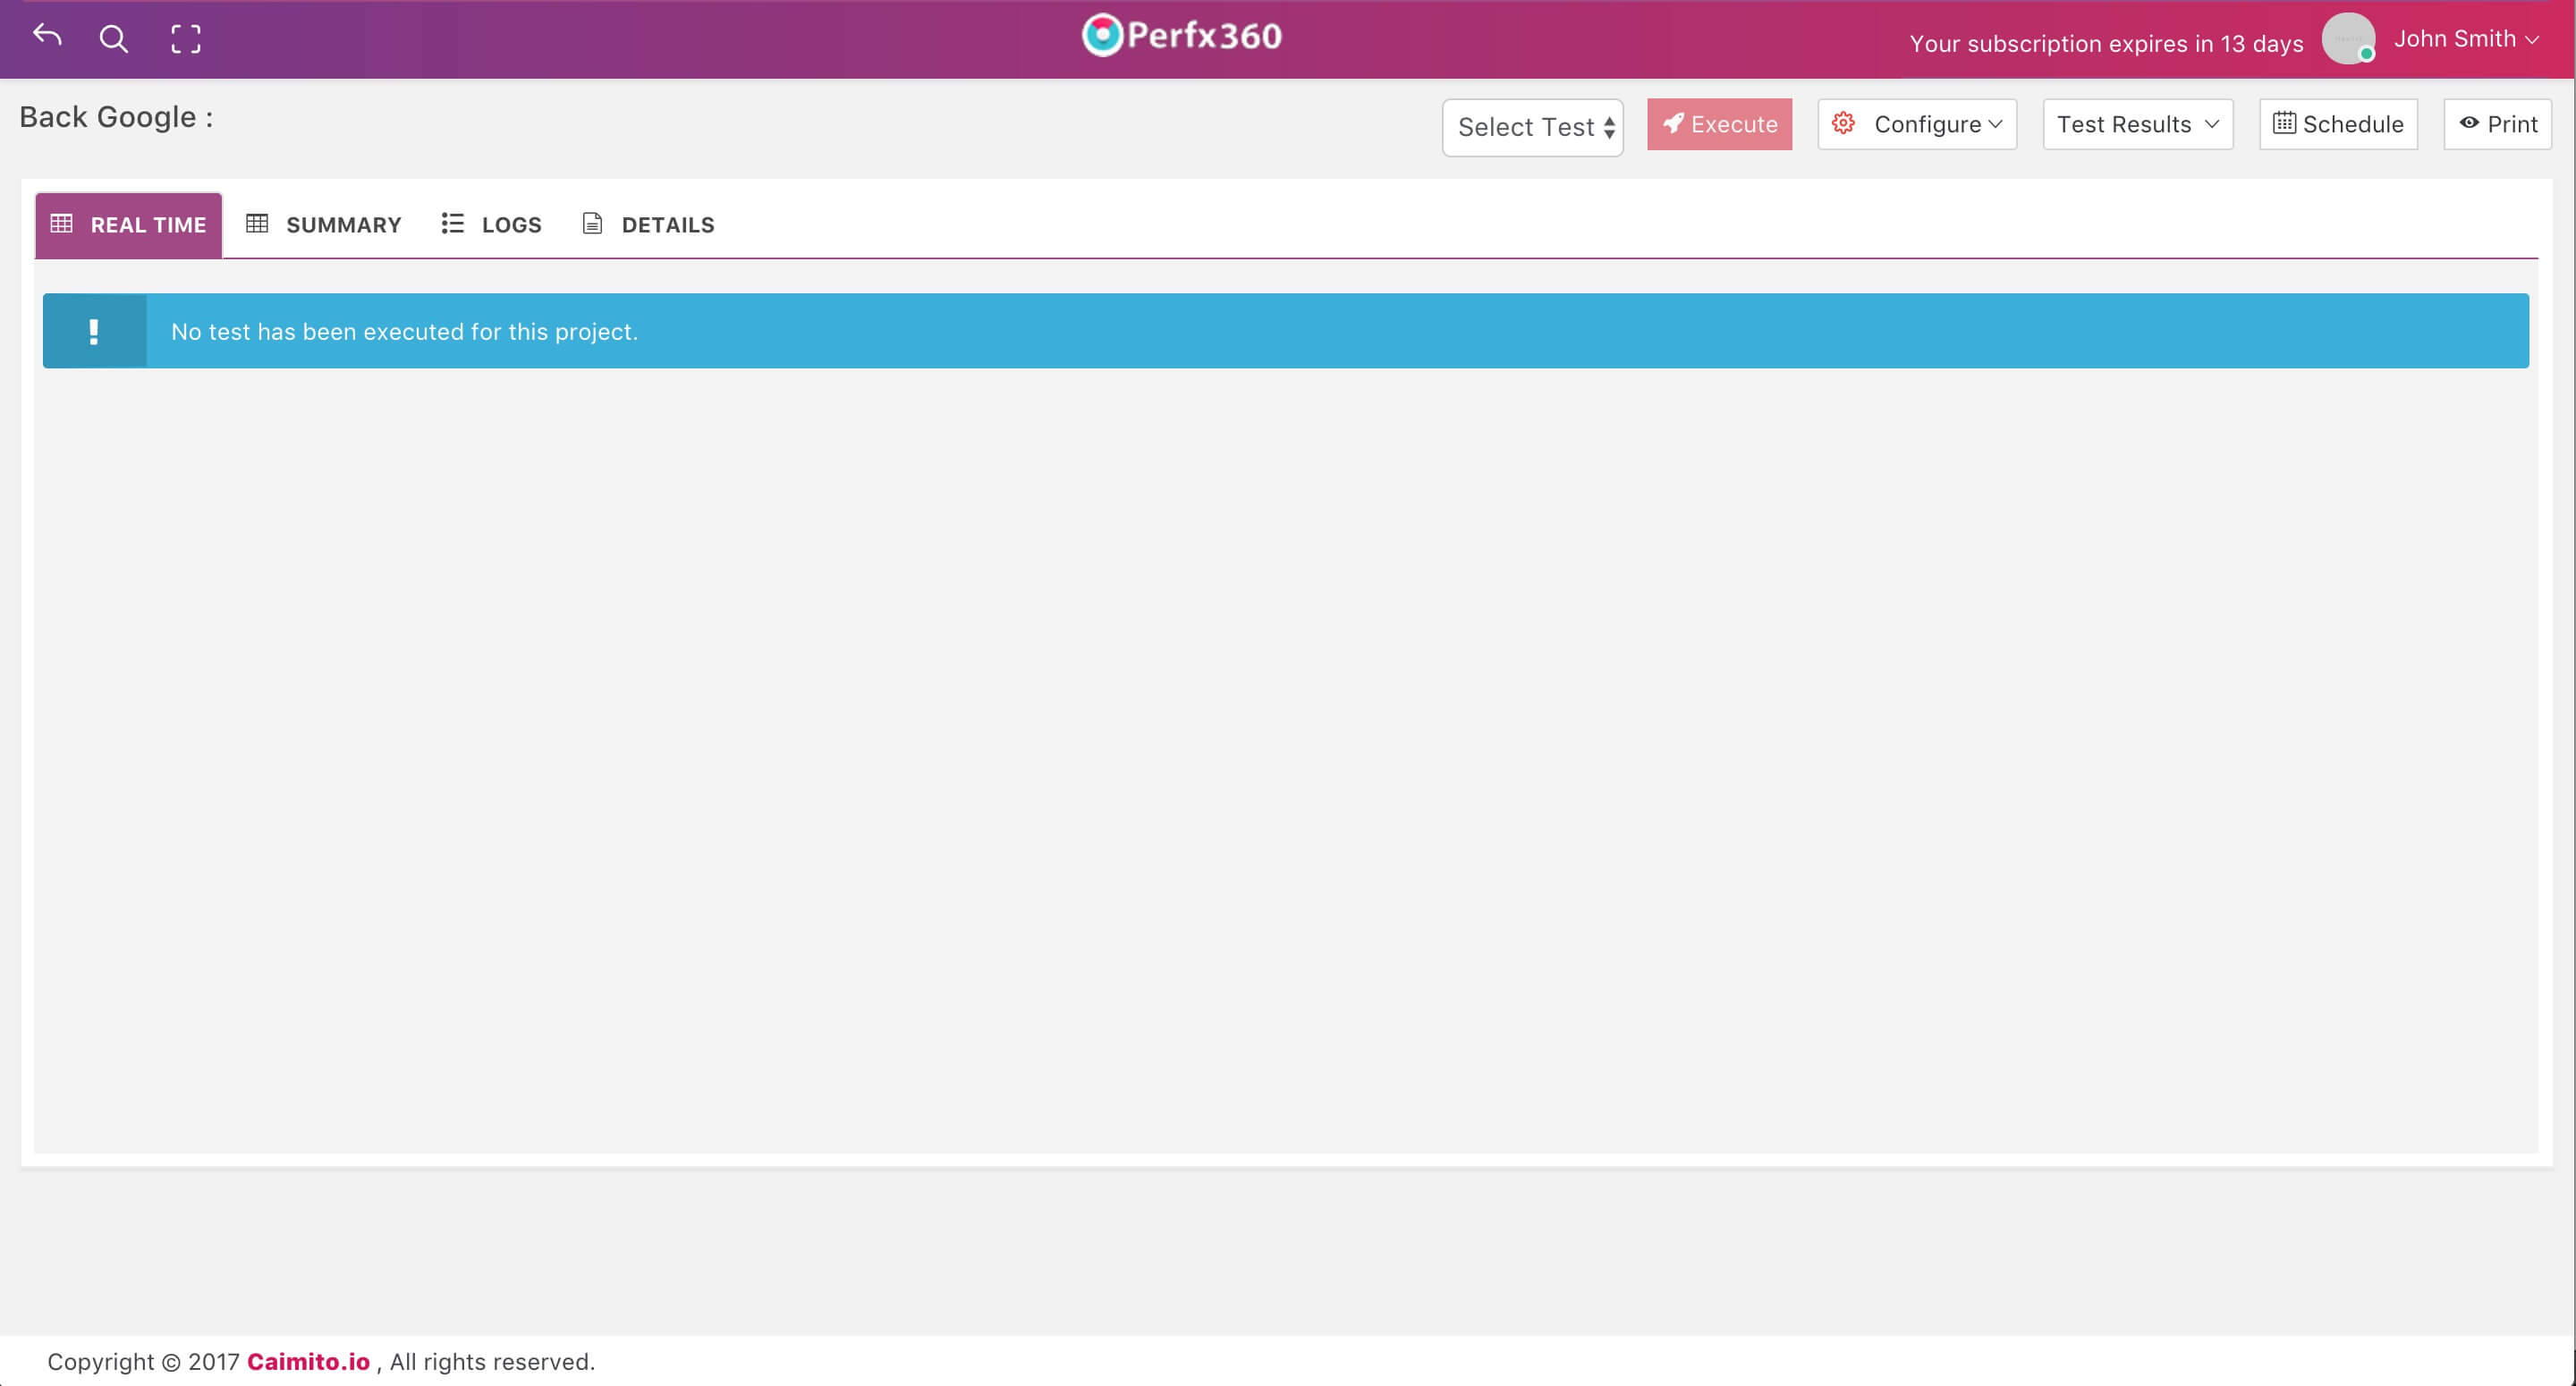 Perfx360
Your subscription expires in 13 days
John Smith
Back Google :
Select Test
Execute
Configure
Test Results
Schedule
Print
REAL TIME
SUMMARY
LOGS
DETAILS
! No test has been executed for this project.
Copyright © 2017 Caimito.io , All rights reserved.